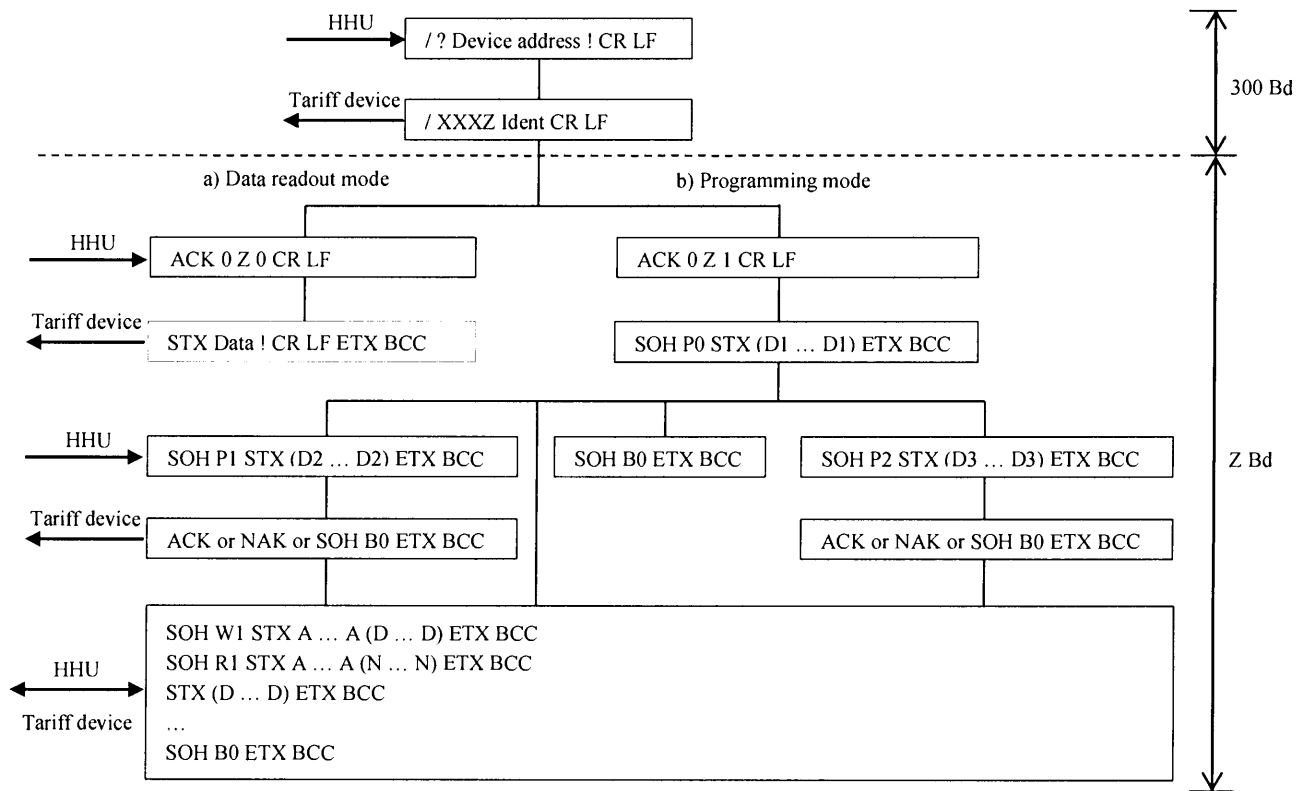 HHU
/ ? Device address ! CR LF
300 Bd
Tariff device
/ XXXZ Ident CR LF
a) Data readout mode
b) Programming mode
HHU
ACK 0 Z 0 CR LF
ACK 0 Z 1 CR LF
Tariff device
STX Data ! CR LF ETX BCC
SOH P0 STX (D1 ... D1) ETX BCC
HHU
SOH P1 STX (D2 ... D2) ETX BCC
SOH B0 ETX BCC
SOH P2 STX (D3 ... D3) ETX BCC
Z Bd
Tariff device
ACK or NAK or SOH B0 ETX BCC
ACK or NAK or SOH B0 ETX BCC
SOH W1 STX A ... A (D ... D) ETX BCC
SOH R1 STX A ... A (N ... N) ETX BCC
HHU
STX (D ... D) ETX BCC
Tariff device
...
SOH B0 ETX BCC